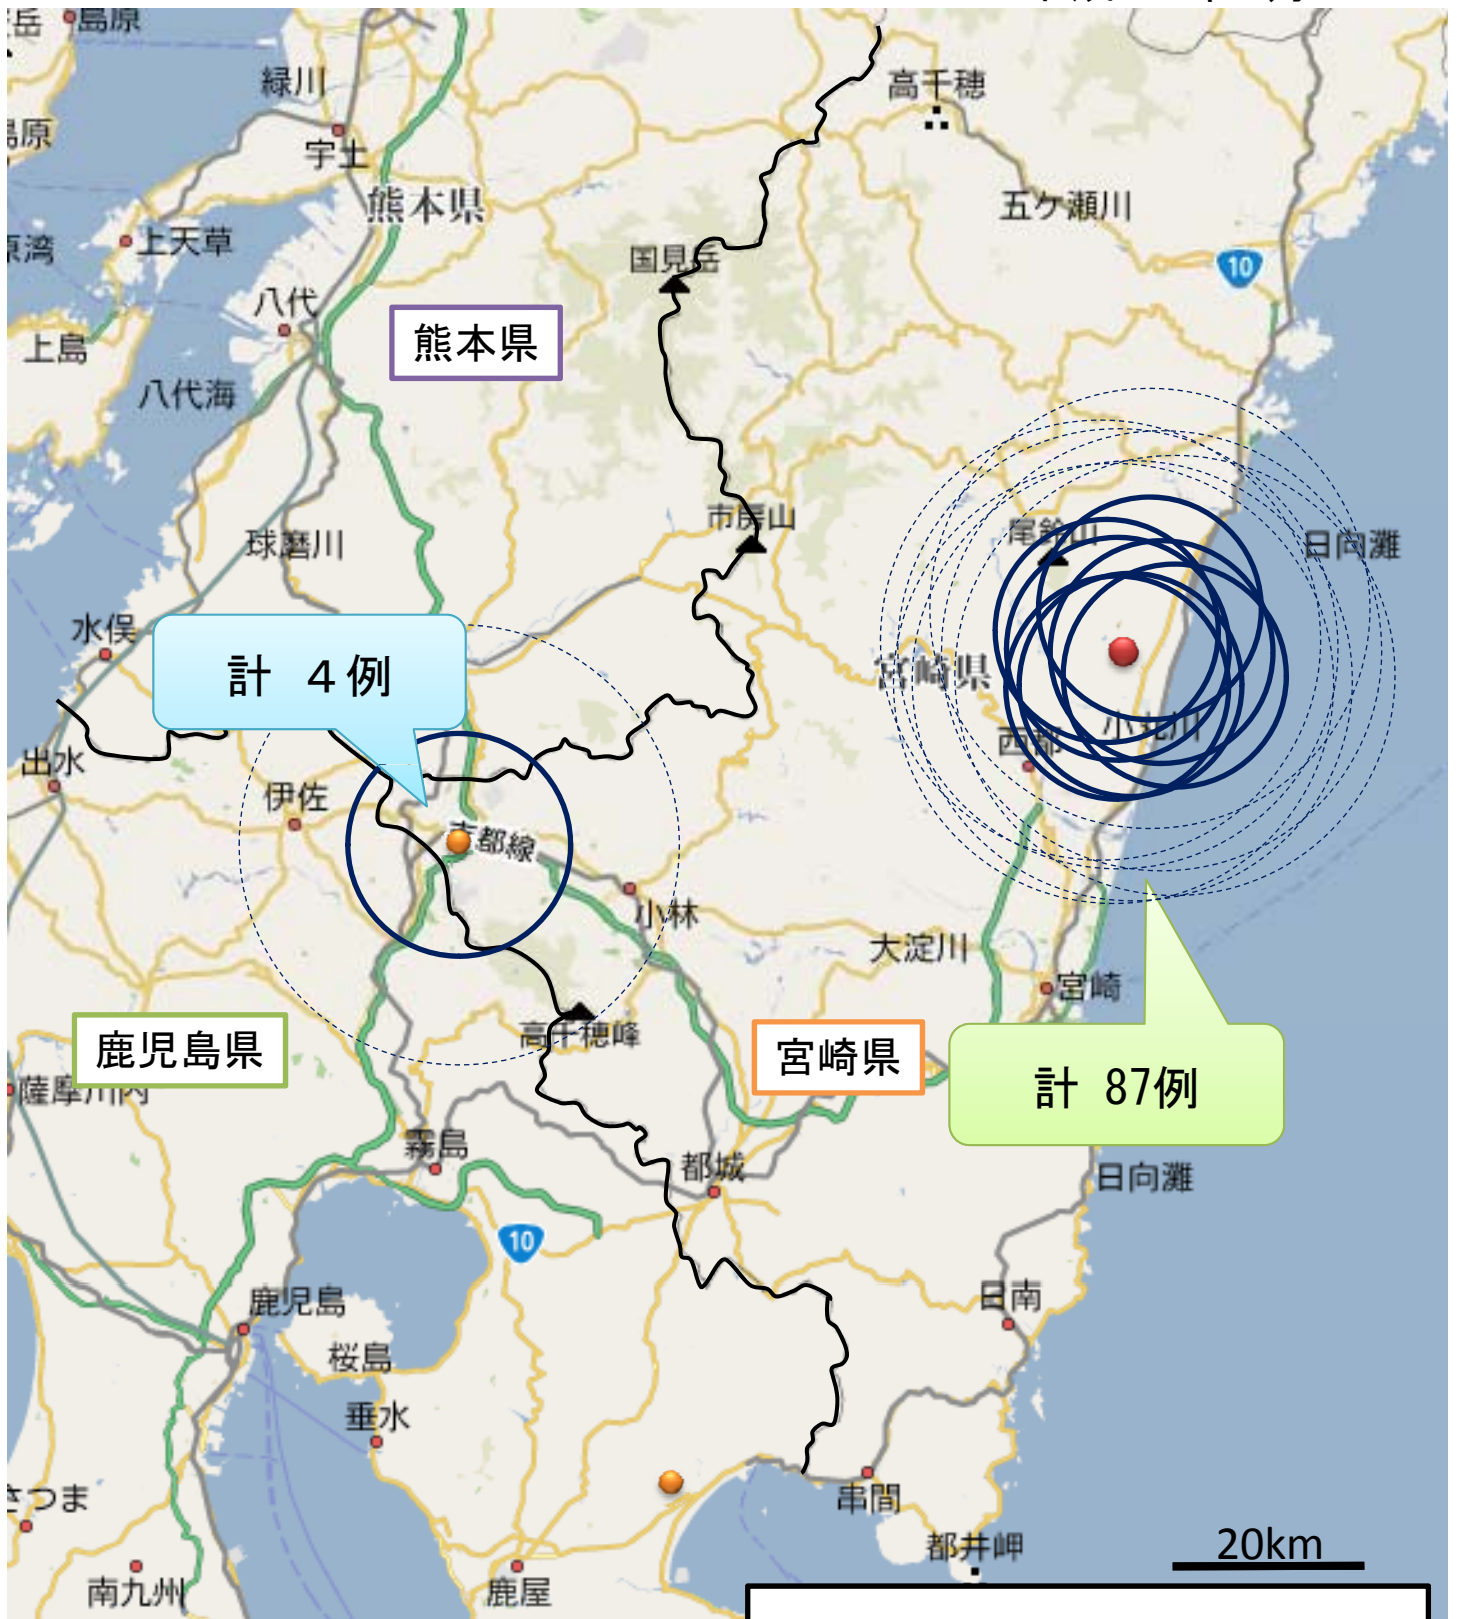 島原
緑川
高千穂
宇土
熊本県
五ケ瀬川
上天草
国見岳
10
八代
熊本県
上島
八代海
市房山
尾鈴山
日向灘
球磨川
水俣
計 4例
宮崎県
小丸川
西都
出水
伊佐
吉都線
小林
大淀川
宮崎
高千穂峰
鹿児島県
宮崎県
計 87例
薩摩川内
霧島
都城
日向灘
10
鹿児島
日南
桜島
垂水
さつま
串間
都井岬
20km
南九州
鹿屋